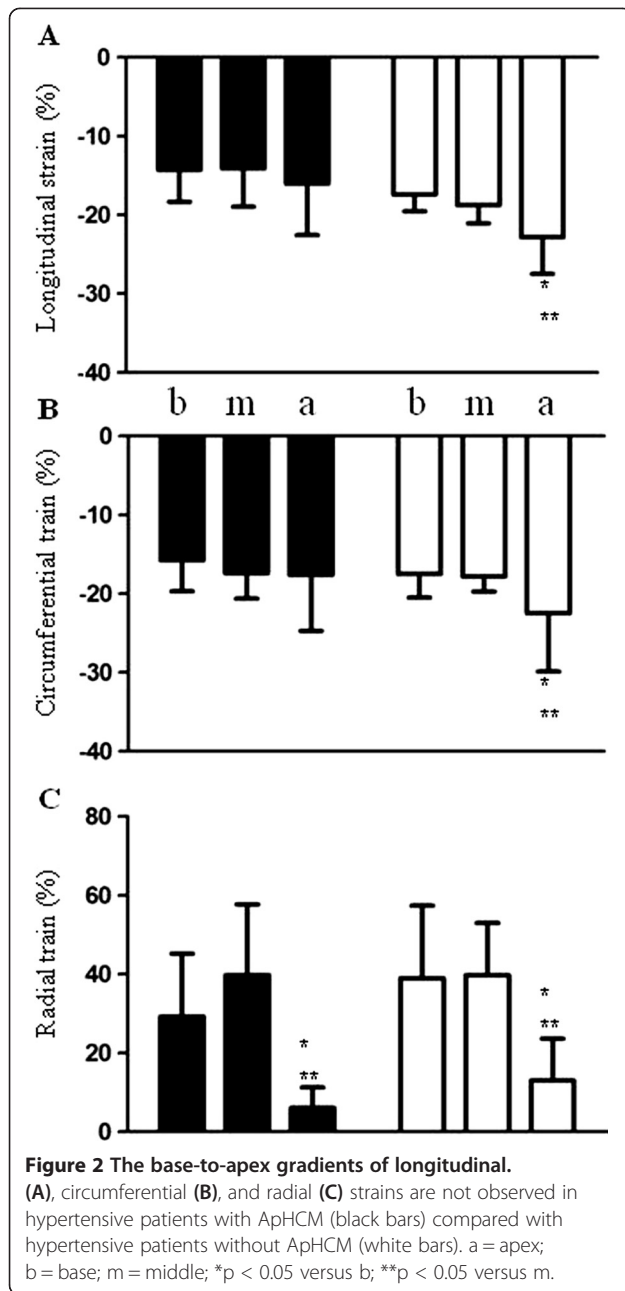 A
0
-10
-20
-30
-40
Longitudinal strain (%)
*
**
b m a b m a
B
0
-10
-20
-30
-40
Circumferential train (%)
*
**
C
80
60
40
20
0
Radial train (%)
*
**
*
**
Figure 2 The base-to-apex gradients of longitudinal.
(A), circumferential (B), and radial (C) strains are not observed in
hypertensive patients with ApHCM (black bars) compared with
hypertensive patients without ApHCM (white bars). a = apex;
b = base; m = middle; *p < 0.05 versus b; **p < 0.05 versus m.